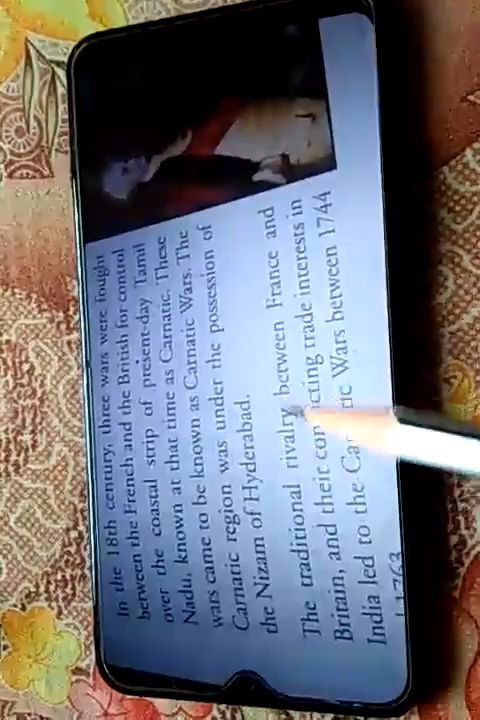 In the 18th century, three wars were fought
between the French and the British for control
over the coastal strip of present-day Tamil
Nadu, known at that time as Carnatic. These
wars came to be known as Carnatic Wars. The
Carnatic region was under the possession of
the Nizam of Hyderabad.
The traditional rivalry between France and
Britain, and their con icting trade interests in
India led to the Ca tic Wars between 1744
1763